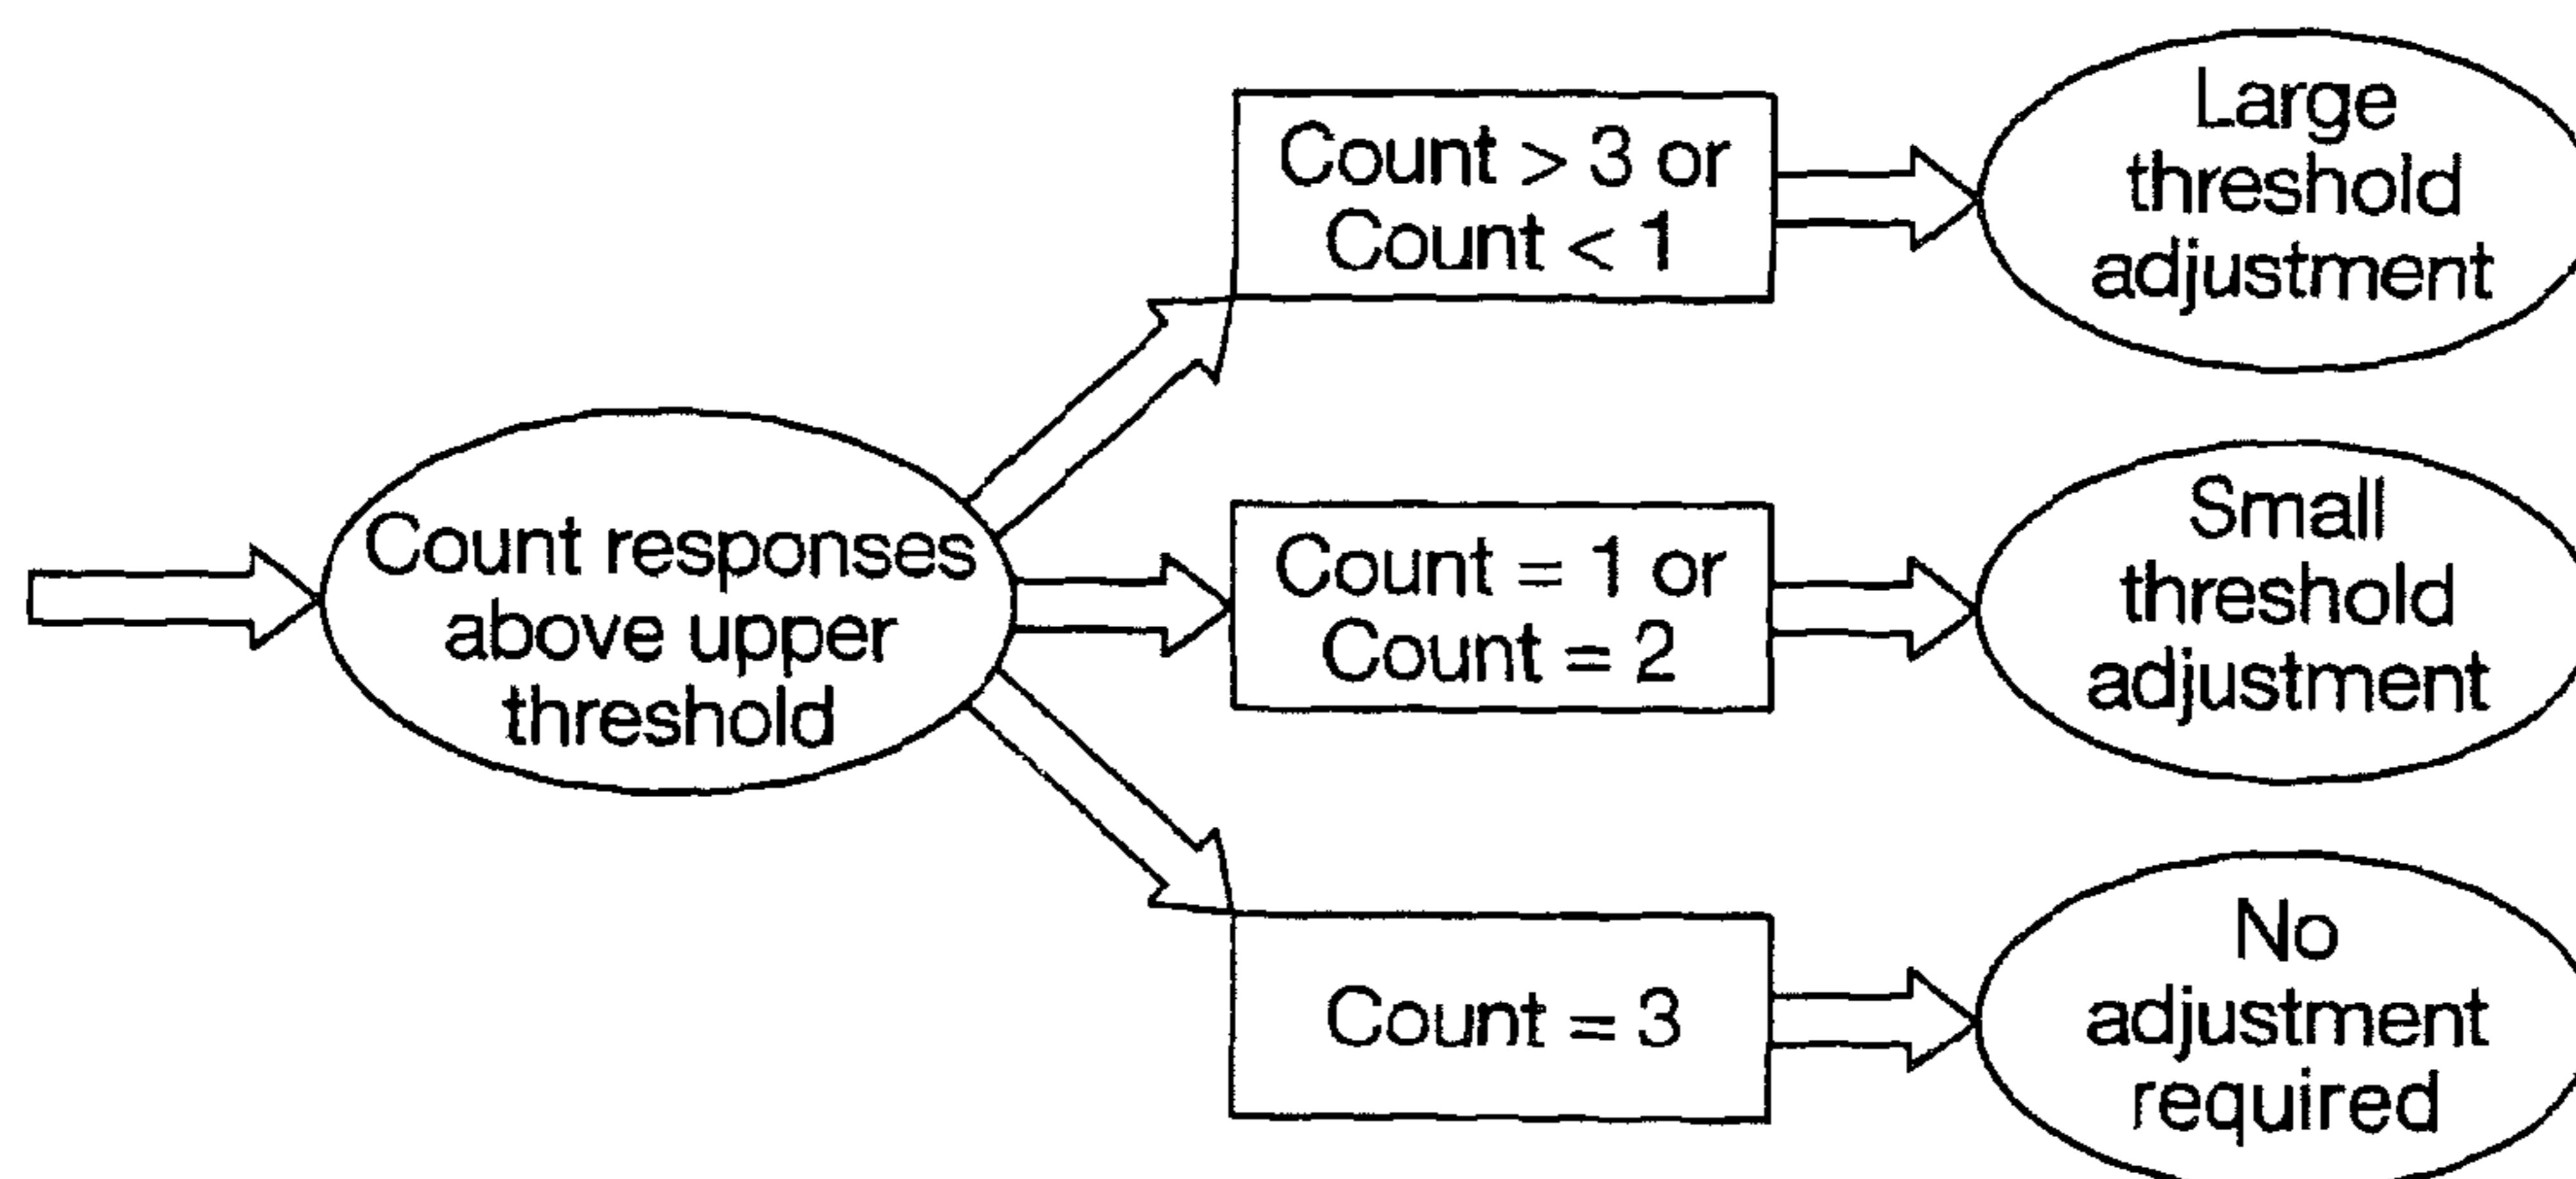 Count responses
above upper
threshold
Count > 3 or
Count < 1
Large
threshold
adjustment
Count = 1 or
Count = 2
Small
threshold
adjustment
Count = 3
No
adjustment
required